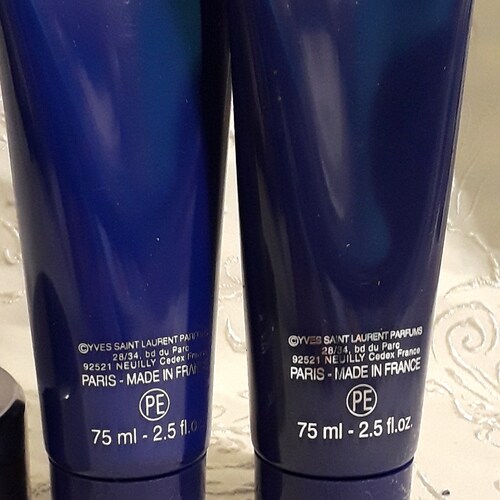 ©YVES SAINT LAURENT PARFUMS
28/34, bd du Parc
92521 NEUILLY Cedex
PARIS - MADE IN
PE
75 ml - 2.5 fl.oz.
©YVES SAINT LAURENT PARFUMS
28/34, bd du Parc
92521 NEUILLY Cedex France
PARIS - MADE IN FRANCE
PE
75 ml - 2.5 fl.oz.